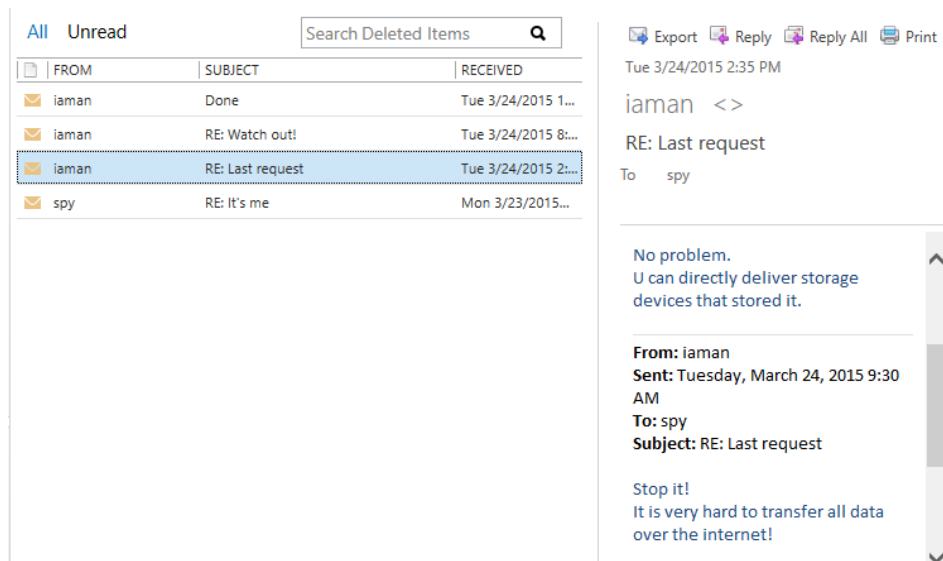 All Unread
Search Deleted Items
FROM SUBJECT RECEIVED
iaman Done Tue 3/24/2015 1...
iaman RE: Watch out! Tue 3/24/2015 8:...
iaman RE: Last request Tue 3/24/2015 2:...
spy RE: It's me Mon 3/23/2015...
Export Reply Reply All Print
Tue 3/24/2015 2:35 PM
iaman <>
RE: Last request
To spy
No problem.
U can directly deliver storage
devices that stored it.
From: iaman
Sent: Tuesday, March 24, 2015 9:30
AM
To: spy
Subject: RE: Last request
Stop it!
It is very hard to transfer all data
over the internet!